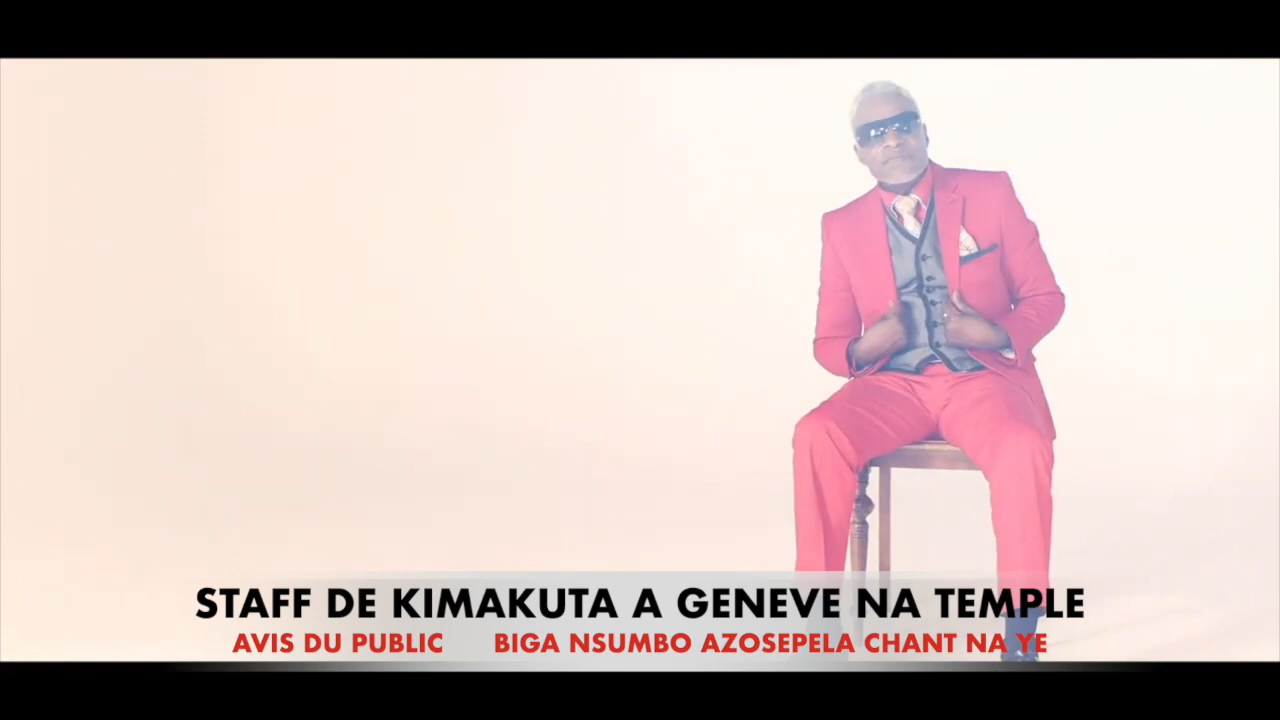 STAFF DE KIMAKUTA A GENEVE NA TEMPLE
AVIS DU PUBLIC BIGA NSUMBO AZOSEPELA CHANT NA YE